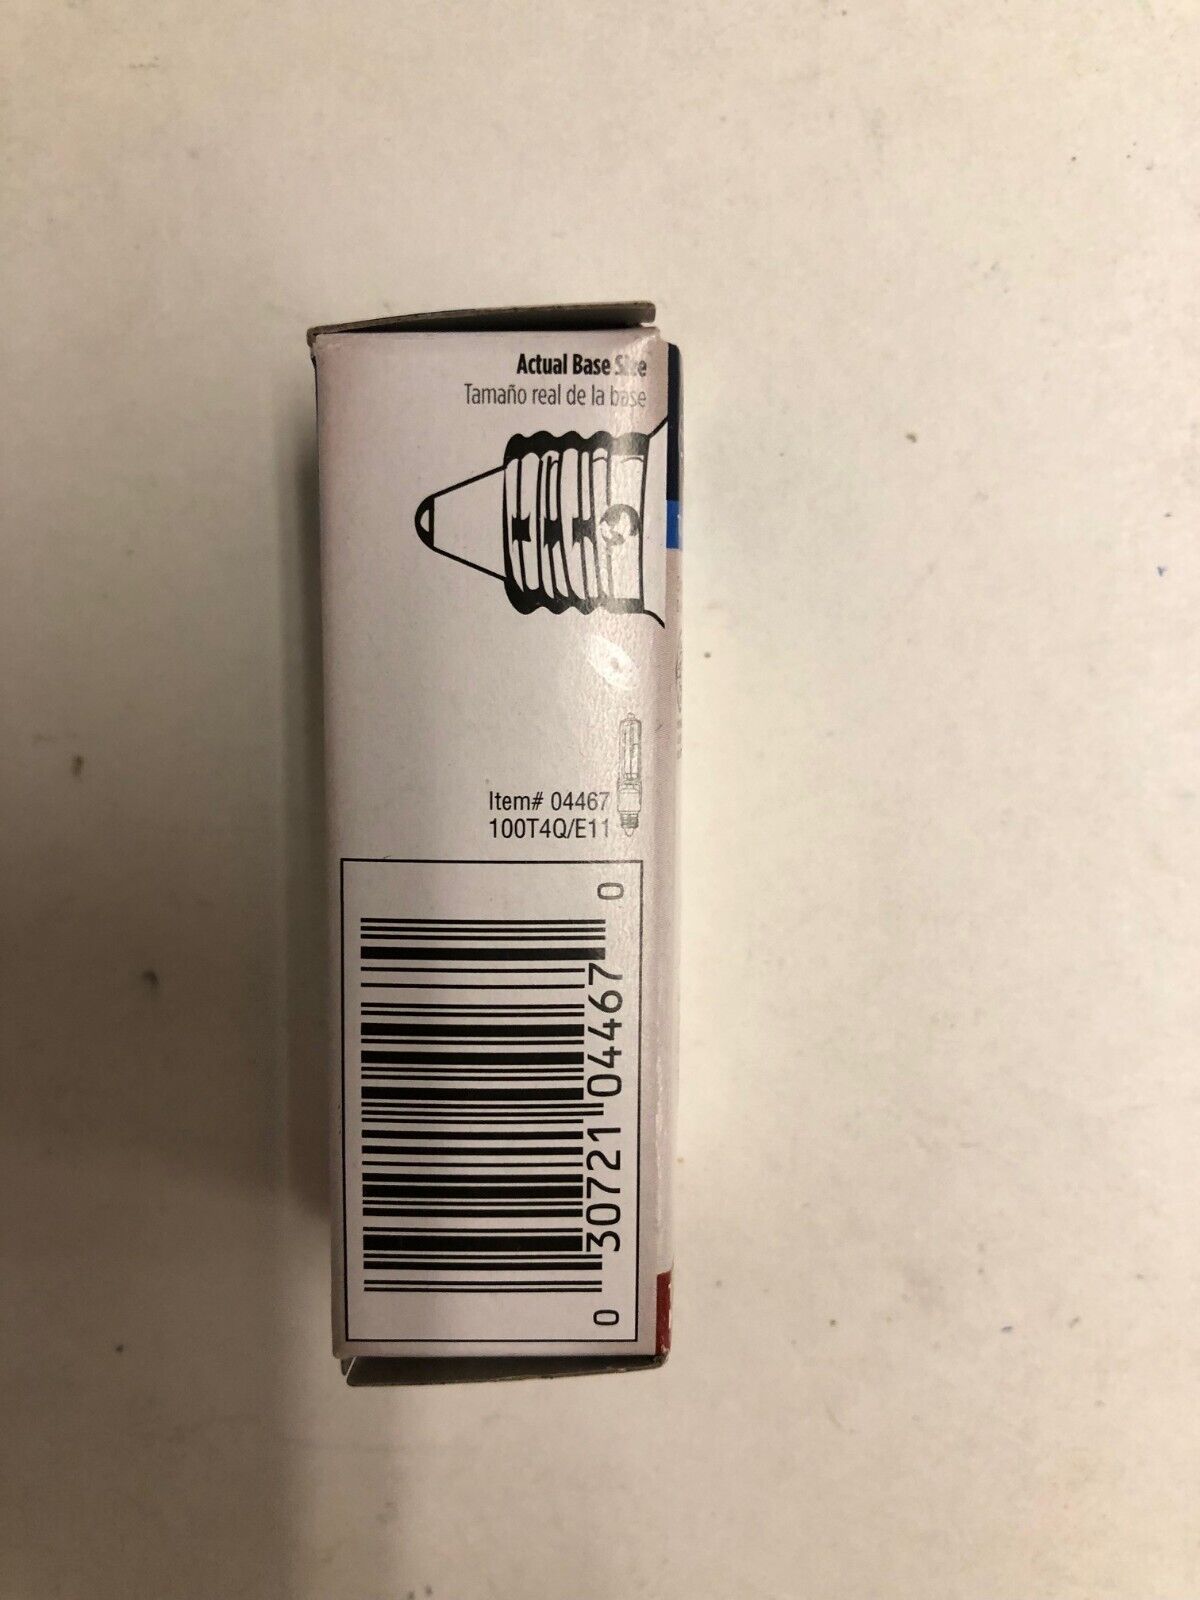 Actual Base Size
Tamaño real de la base
Item# 04467
100T4Q/E11
0 30721 04467 0